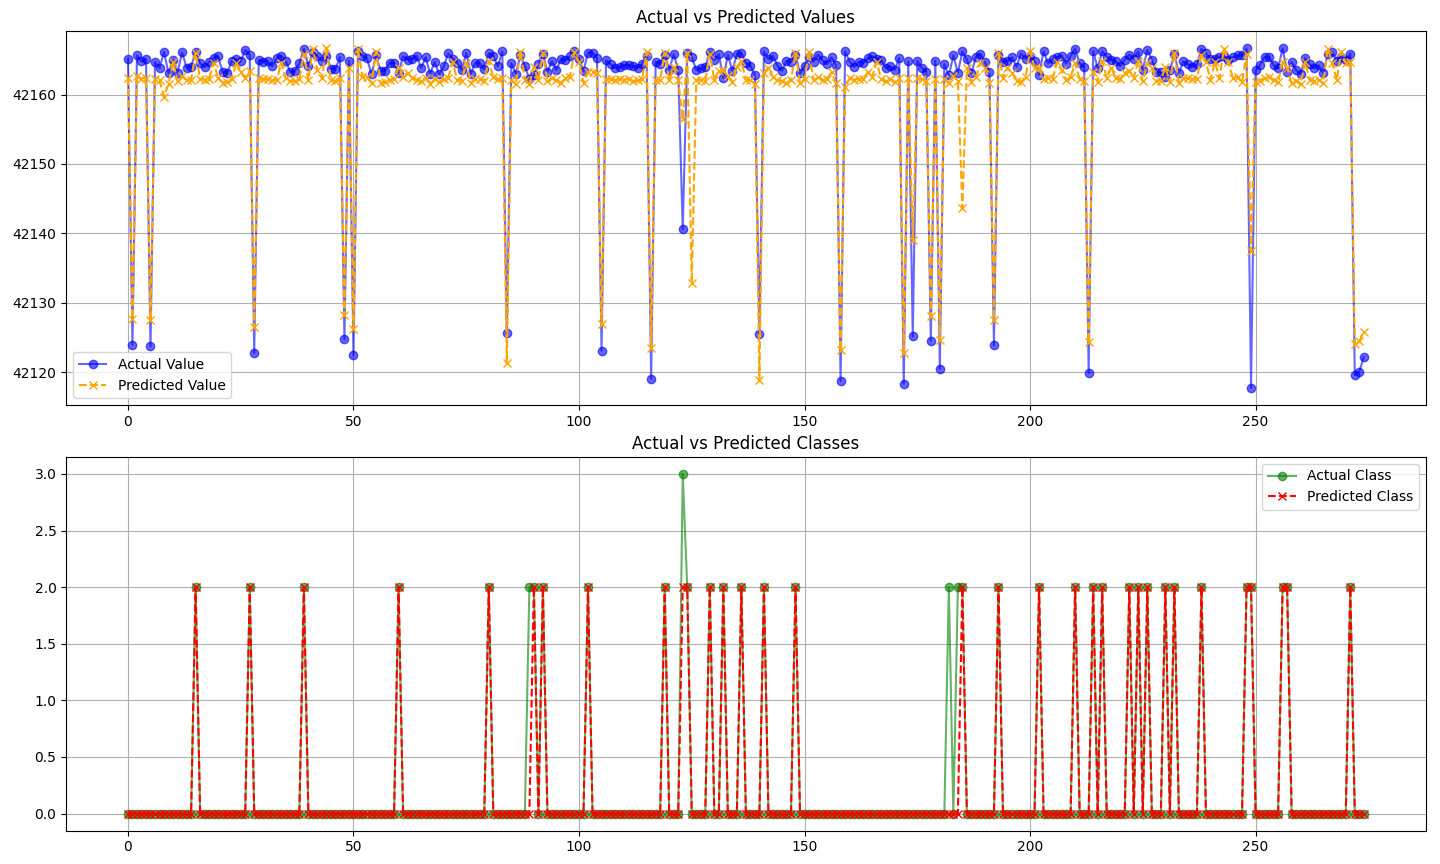 Actual vs Predicted Values
42160
42150
42140
42130
42120
Actual Value
Predicted Value
0 50 100 150 200 250
Actual vs Predicted Classes
3.0
2.5
2.0
1.5
1.0
0.5
0.0
Actual Class
Predicted Class
0 50 100 150 200 250